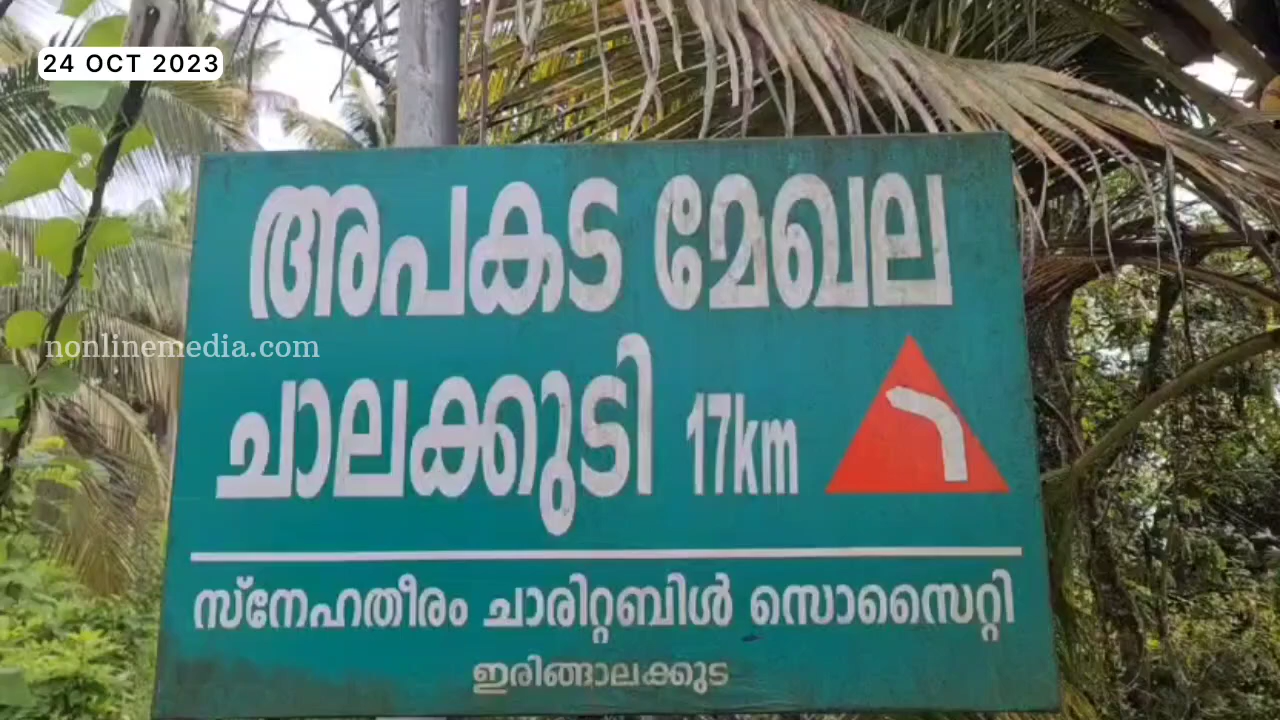 24 OCT 2023
അപകട മേഖല
nonlinemedia.com
ചാലക്കുടി 17km
സ്നേഹതീരം ചാരിറ്റബിൾ സൊസൈറ്റി
ഇരിങ്ങാലക്കുട